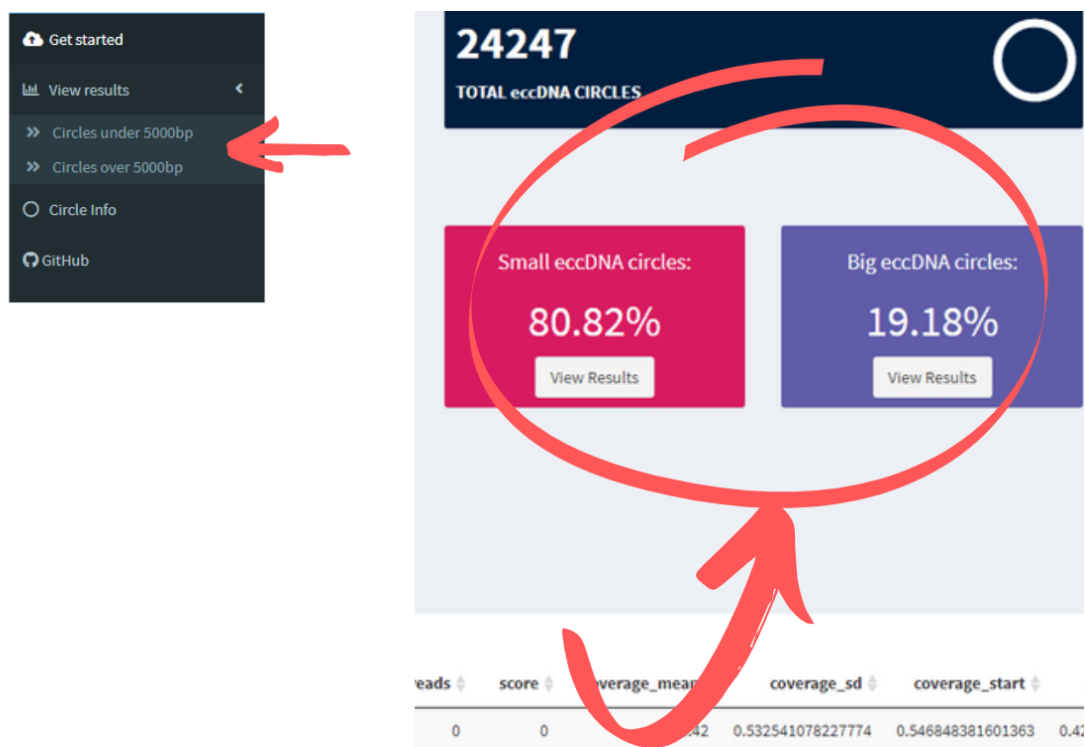 Get started
View results
Circles under 5000bp
Circles over 5000bp
Circle Info
GitHub
24247
TOTAL eccDNA CIRCLES
Small eccDNA circles:
80.82%
View Results
Big eccDNA circles:
19.18%
View Results
score coverage_sd coverage_start
0 0 0.532541078227774 0.546848381601363